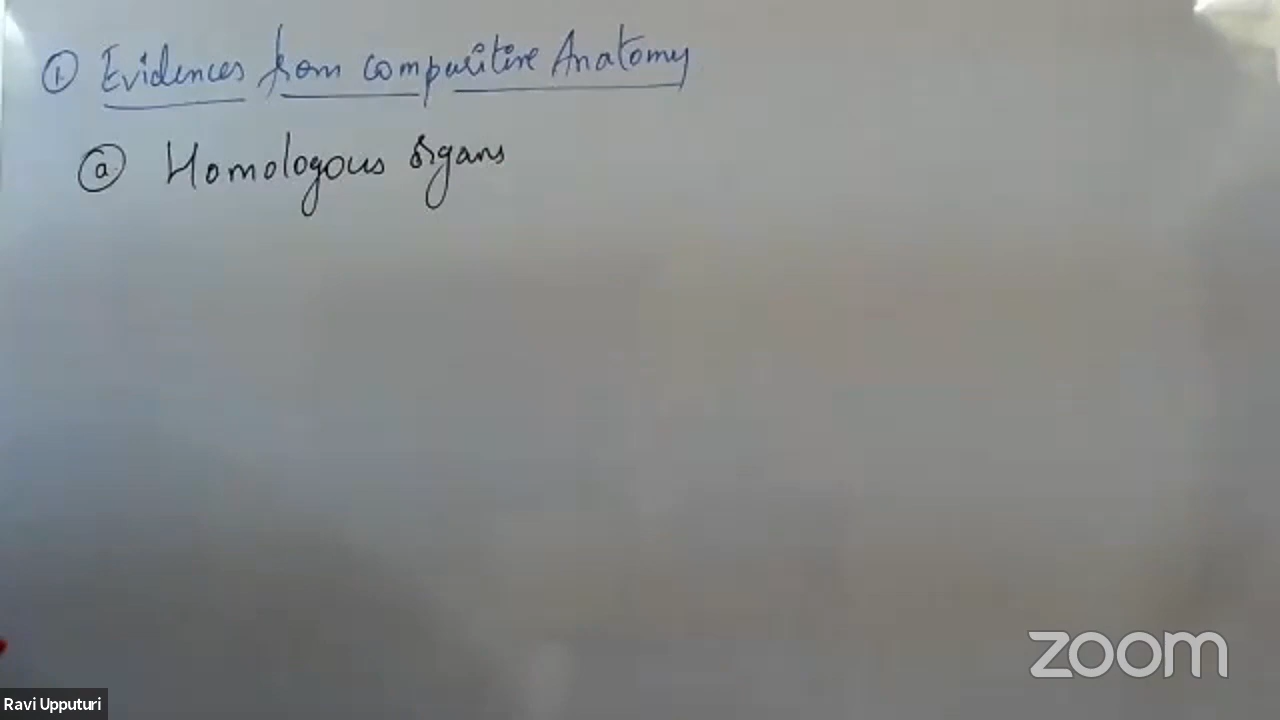 ① Evidences from comparitive Anatomy
ⓐ Homologous organs
zoom
Ravi Upputuri